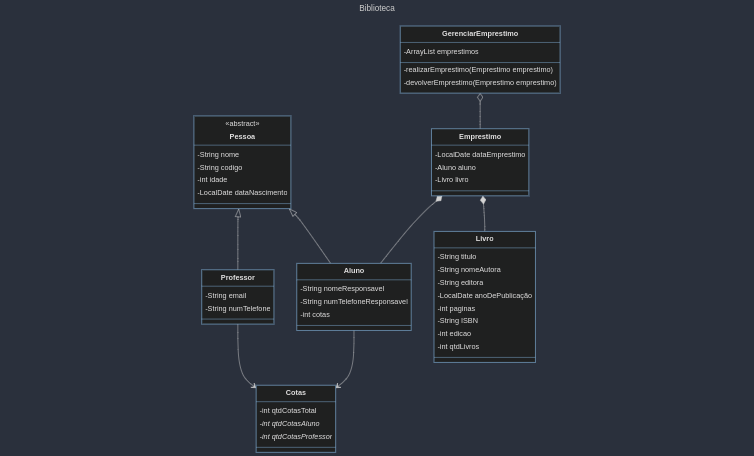 Biblioteca
GerenciarEmprestimo
-ArrayList emprestimos
-realizarEmprestimo(Emprestimo emprestimo)
-devolverEmprestimo(Emprestimo emprestimo)
«abstract»
Pessoa
-String nome
-String codigo
-int idade
-LocalDate dataNascimento
Emprestimo
-LocalDate dataEmprestimo
-Aluno aluno
-Livro livro
Livro
-String titulo
-String nomeAutora
-String editora
-LocalDate anoDePublicação
-int paginas
-String ISBN
-int edicao
-int qtdLivros
Professor
-String email
-String numTelefone
Aluno
-String nomeResponsavel
-String numTelefoneResponsavel
-int cotas
Cotas
-int qtdCotasTotal
-int qtdCotasAluno
-int qtdCotasProfessor